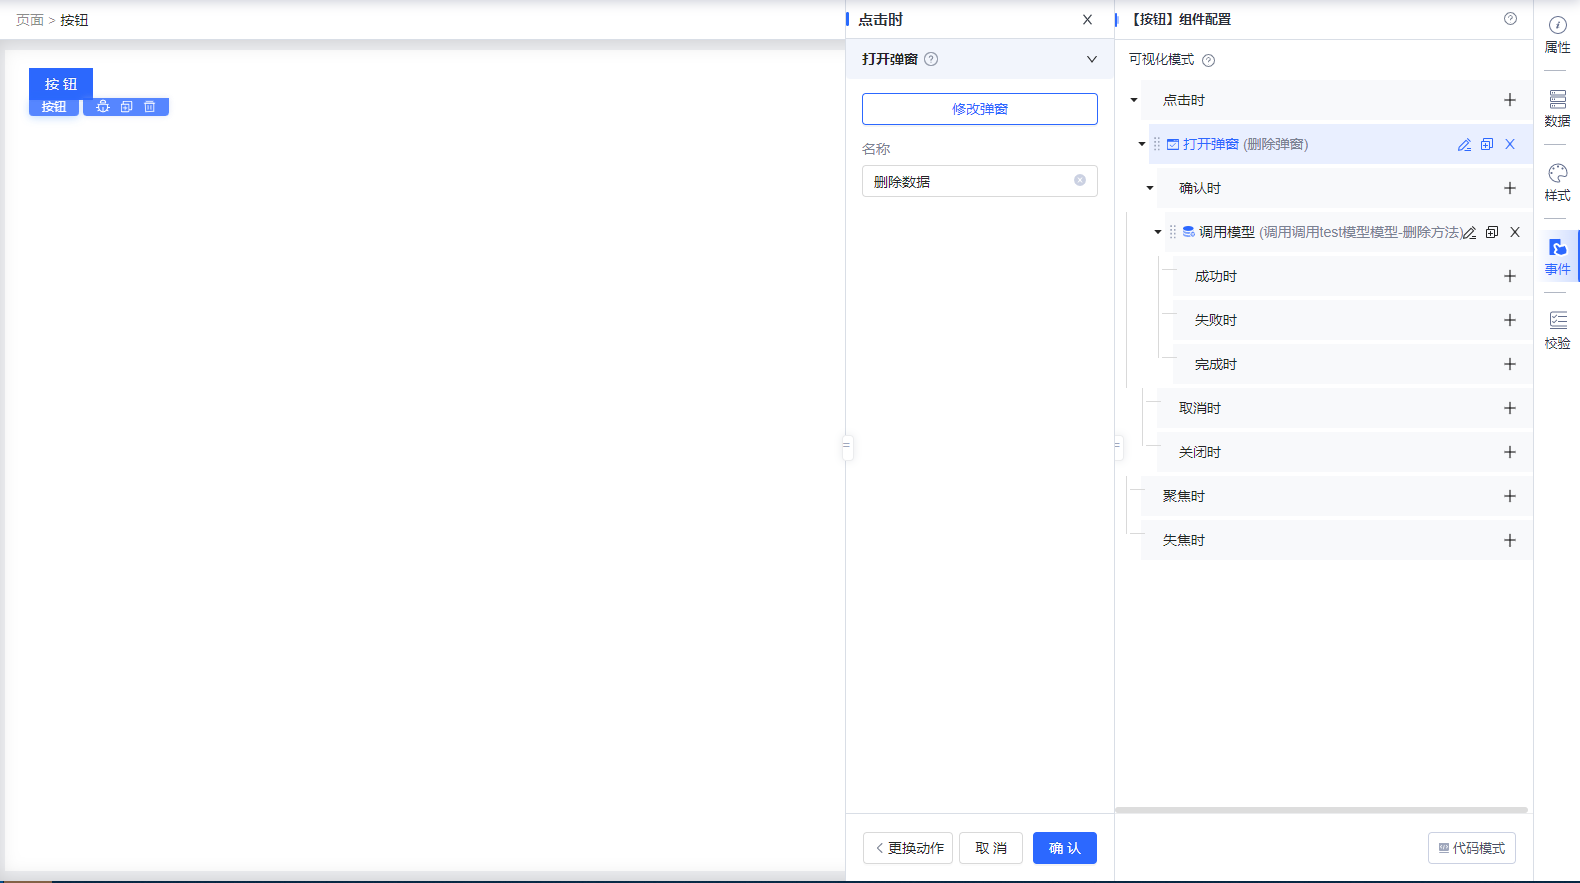 页面 > 按钮
按 钮
按钮
点击时
打开弹窗
修改弹窗
名称
删除数据
更换动作
取 消
确 认
【按钮】组件配置
可视化模式
点击时
打开弹窗 (删除弹窗)
确认时
调用模型 (调用调用test模型模型-删除方法)
成功时
失败时
完成时
取消时
关闭时
聚焦时
失焦时
代码模式
属性
数据
样式
事件
校验